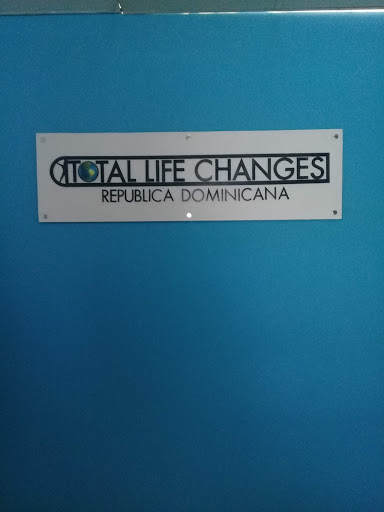 TOTAL LIFE CHANGES
REPUBLICA DOMINICANA